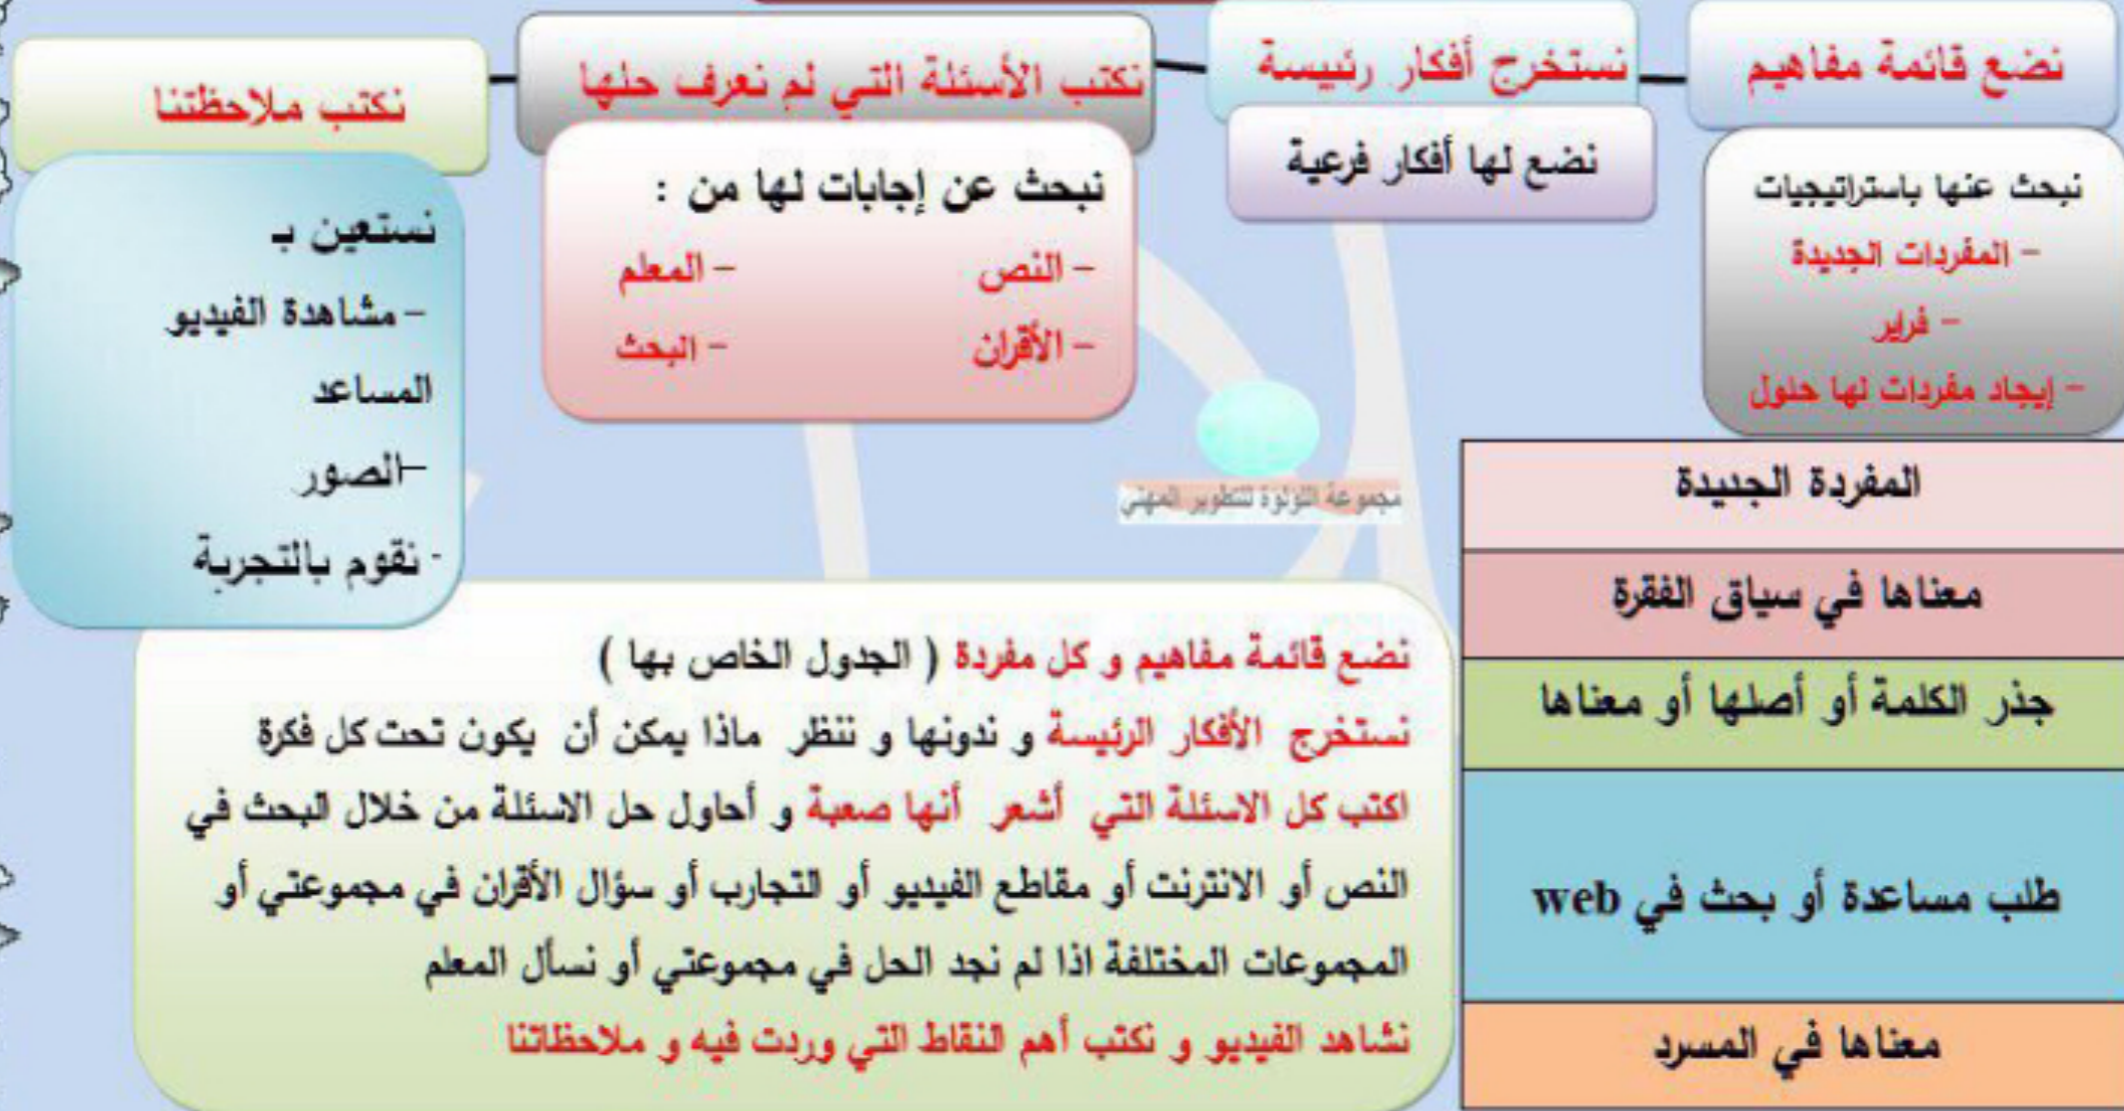 نضع قائمة مفاهيم
نبحث عنها باستراتيجيات
– المفردات الجديدة
– فراير
– إيجاد مفردات لها حلول
نستخرج أفكار رئيسة
نضع لها أفكار فرعية
نكتب الأسئلة التي لم نعرف حلها
نبحث عن إجابات لها من :
– النص – المعلم
– الأقران – البحث
نكتب ملاحظتنا
نستعين بـ
– مشاهدة الفيديو
المساعد
–الصور
- نقوم بالتجربة
مجموعة اللؤلؤة للتطوير المهني
المفردة الجديدة
معناها في سياق الفقرة
جذر الكلمة أو أصلها أو معناها
طلب مساعدة أو بحث في web
معناها في المسرد
نضع قائمة مفاهيم و كل مفردة ( الجدول الخاص بها )
نستخرج الأفكار الرئيسة و ندونها و ننظر ماذا يمكن أن يكون تحت كل فكرة
اكتب كل الاسئلة التي أشعر أنها صعبة و أحاول حل الاسئلة من خلال البحث في
النص أو الانترنت أو مقاطع الفيديو أو التجارب أو سؤال الأقران في مجموعتي أو
المجموعات المختلفة اذا لم نجد الحل في مجموعتي أو نسأل المعلم
نشاهد الفيديو و نكتب أهم النقاط التي وردت فيه و ملاحظاتنا